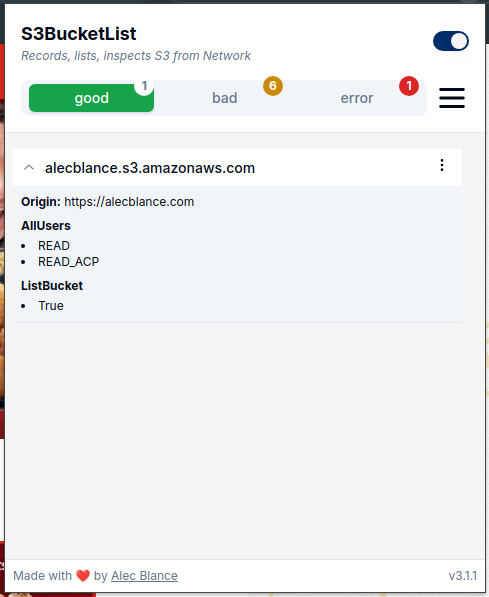 S3BucketList
Records, lists, inspects S3 from Network
good 1 bad 6 error 1
alecblance.s3.amazonaws.com
Origin: https://alecblance.com
AllUsers
• READ
• READ_ACP
ListBucket
• True
Made with ❤️ by Alec Blance v3.1.1